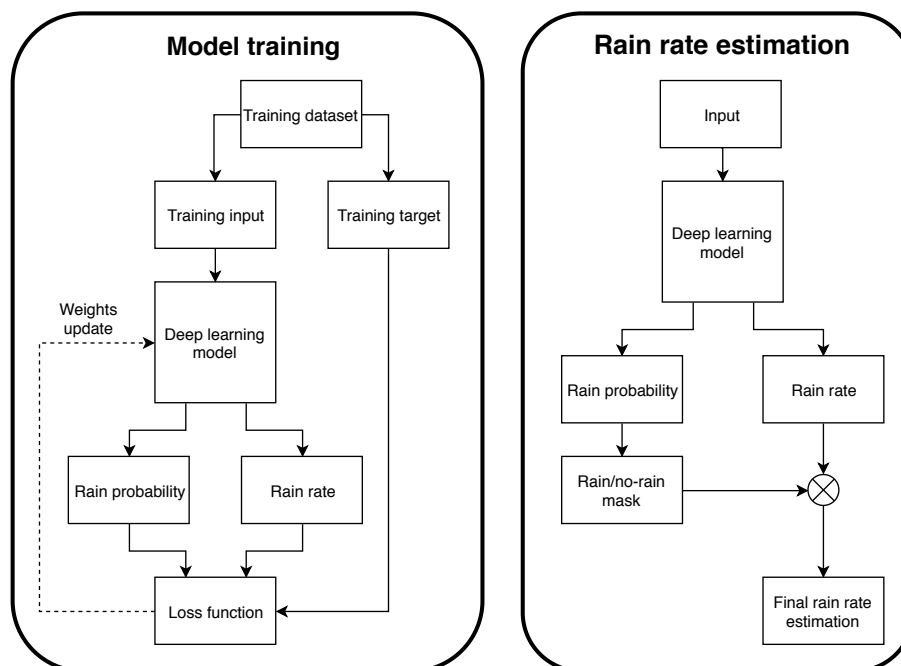 Model training
Training dataset
Training input
Training target
Weights
update
Deep learning
model
Rain probability
Rain rate
Loss function
Rain rate estimation
Input
Deep learning
model
Rain probability
Rain rate
Rain/no-rain
mask
Final rain rate
estimation